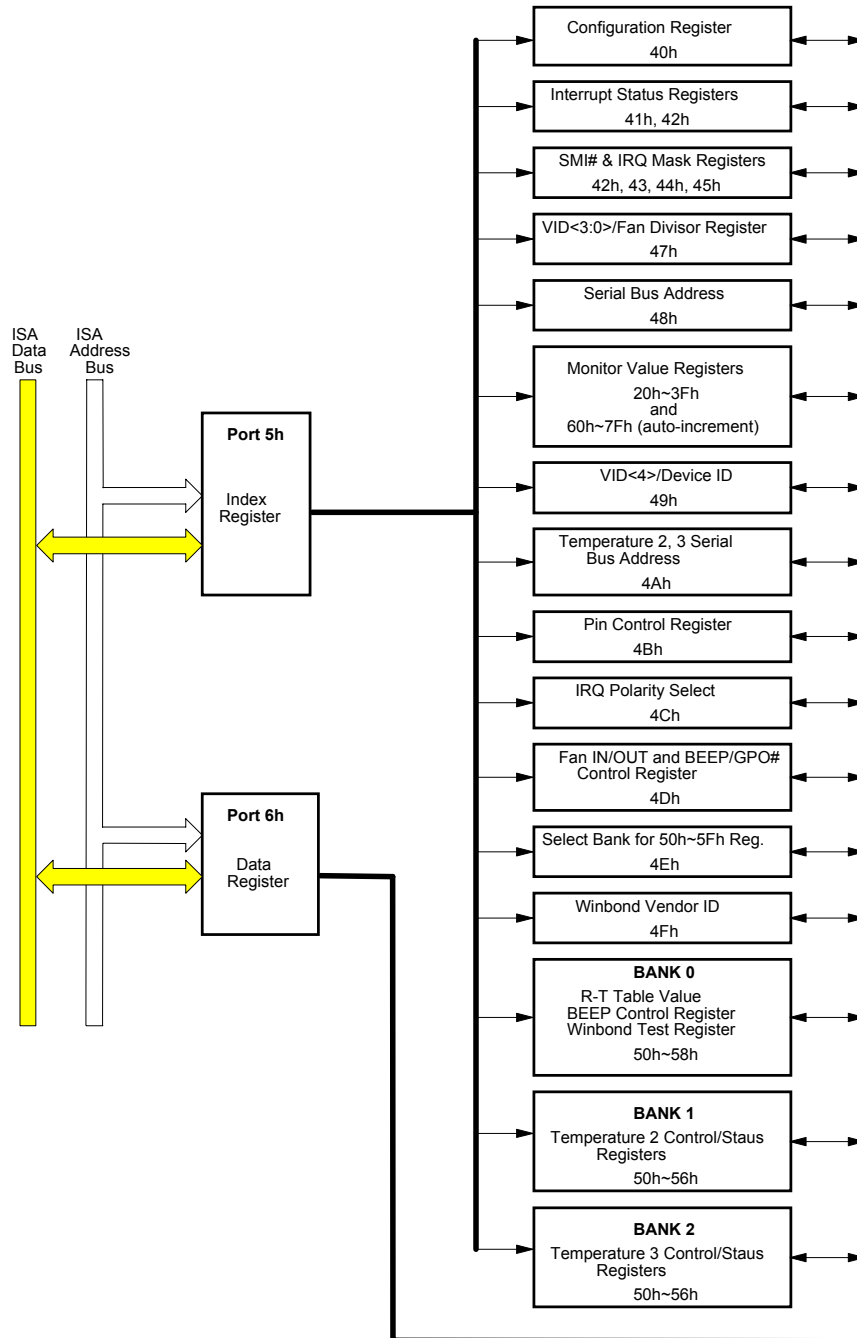 ISA
Data
Bus
ISA
Address
Bus
Port 5h
Index
Register
Port 6h
Data
Register
Configuration Register
40h
Interrupt Status Registers
41h, 42h
SMI# & IRQ Mask Registers
42h, 43, 44h, 45h
VID<3:0>/Fan Divisor Register
47h
Serial Bus Address
48h
Monitor Value Registers
20h~3Fh
and
60h~7Fh (auto-increment)
VID<4>/Device ID
49h
Temperature 2, 3 Serial
Bus Address
4Ah
Pin Control Register
4Bh
IRQ Polarity Select
4Ch
Fan IN/OUT and BEEP/GPO#
Control Register
4Dh
Select Bank for 50h~5Fh Reg.
4Eh
Winbond Vendor ID
4Fh
BANK 0
R-T Table Value
BEEP Control Register
Winbond Test Register
50h~58h
BANK 1
Temperature 2 Control/Staus
Registers
50h~56h
BANK 2
Temperature 3 Control/Staus
Registers
50h~56h